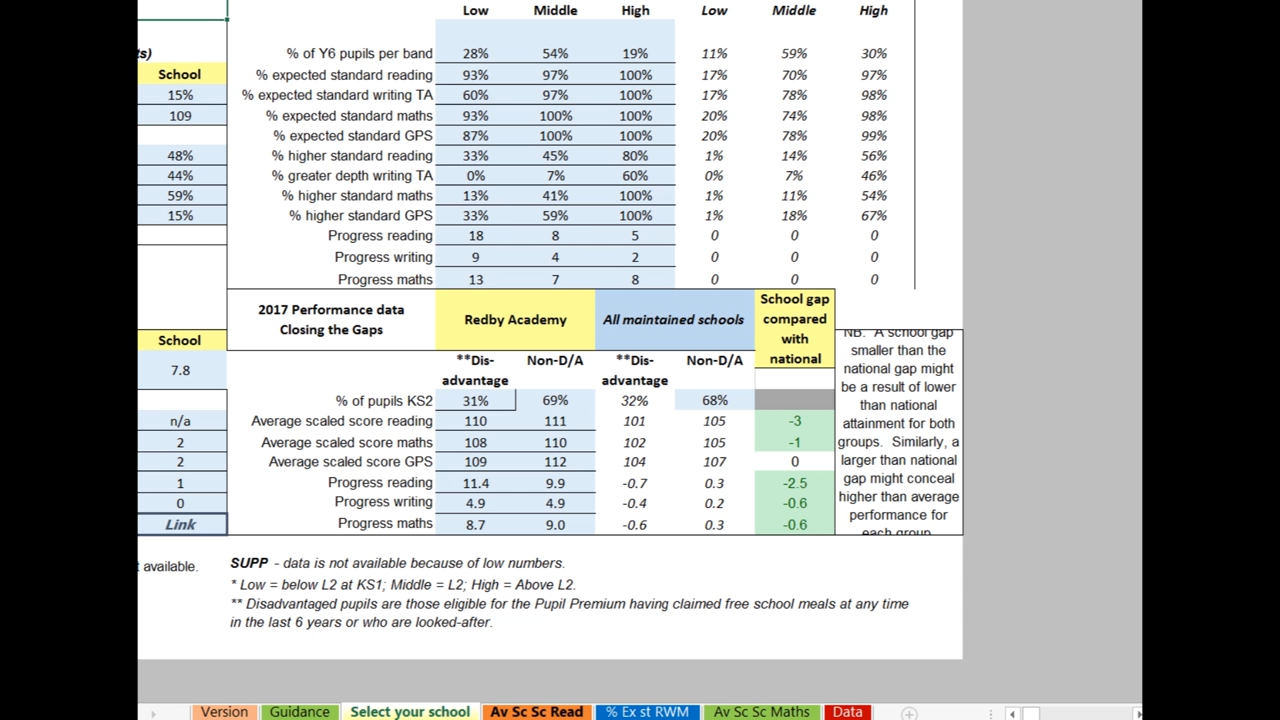 Low Middle High Low Middle High
ts) % of Y6 pupils per band 28% 54% 19% 11% 59% 30%
School % expected standard reading 93% 97% 100% 17% 70% 97%
15% % expected standard writing TA 60% 97% 100% 17% 78% 98%
109 % expected standard maths 93% 100% 100% 20% 74% 98%
% expected standard GPS 87% 100% 100% 20% 78% 99%
48% % higher standard reading 33% 45% 80% 1% 14% 56%
44% % greater depth writing TA 0% 7% 60% 0% 7% 46%
59% % higher standard maths 13% 41% 100% 1% 11% 54%
15% % higher standard GPS 33% 59% 100% 1% 18% 67%
Progress reading 18 8 5 0 0 0
Progress writing 9 4 2 0 0 0
Progress maths 13 7 8 0 0 0
2017 Performance data
Closing the Gaps
Redby Academy
All maintained schools
School gap
compared
with
national
School
7.8
**Dis-
advantage
Non-D/A
**Dis-
advantage
Non-D/A
% of pupils KS2 31% 69% 32% 68%
n/a Average scaled score reading 110 111 101 105 -3
2 Average scaled score maths 108 110 102 105 -1
2 Average scaled score GPS 109 112 104 107 0
1 Progress reading 11.4 9.9 -0.7 0.3 -2.5
0 Progress writing 4.9 4.9 -0.4 0.2 -0.6
Link Progress maths 8.7 9.0 -0.6 0.3 -0.6
NB: A school gap
smaller than the
national gap might
be a result of lower
than national
attainment for both
groups. Similarly, a
larger than national
gap might conceal
higher than average
performance for
each group
t available.
SUPP - data is not available because of low numbers.
* Low = below L2 at KS1; Middle = L2; High = Above L2.
** Disadvantaged pupils are those eligible for the Pupil Premium having claimed free school meals at any time
in the last 6 years or who are looked-after.
Version Guidance Select your school Av Sc Sc Read % Ex st RWM Av Sc Sc Maths Data